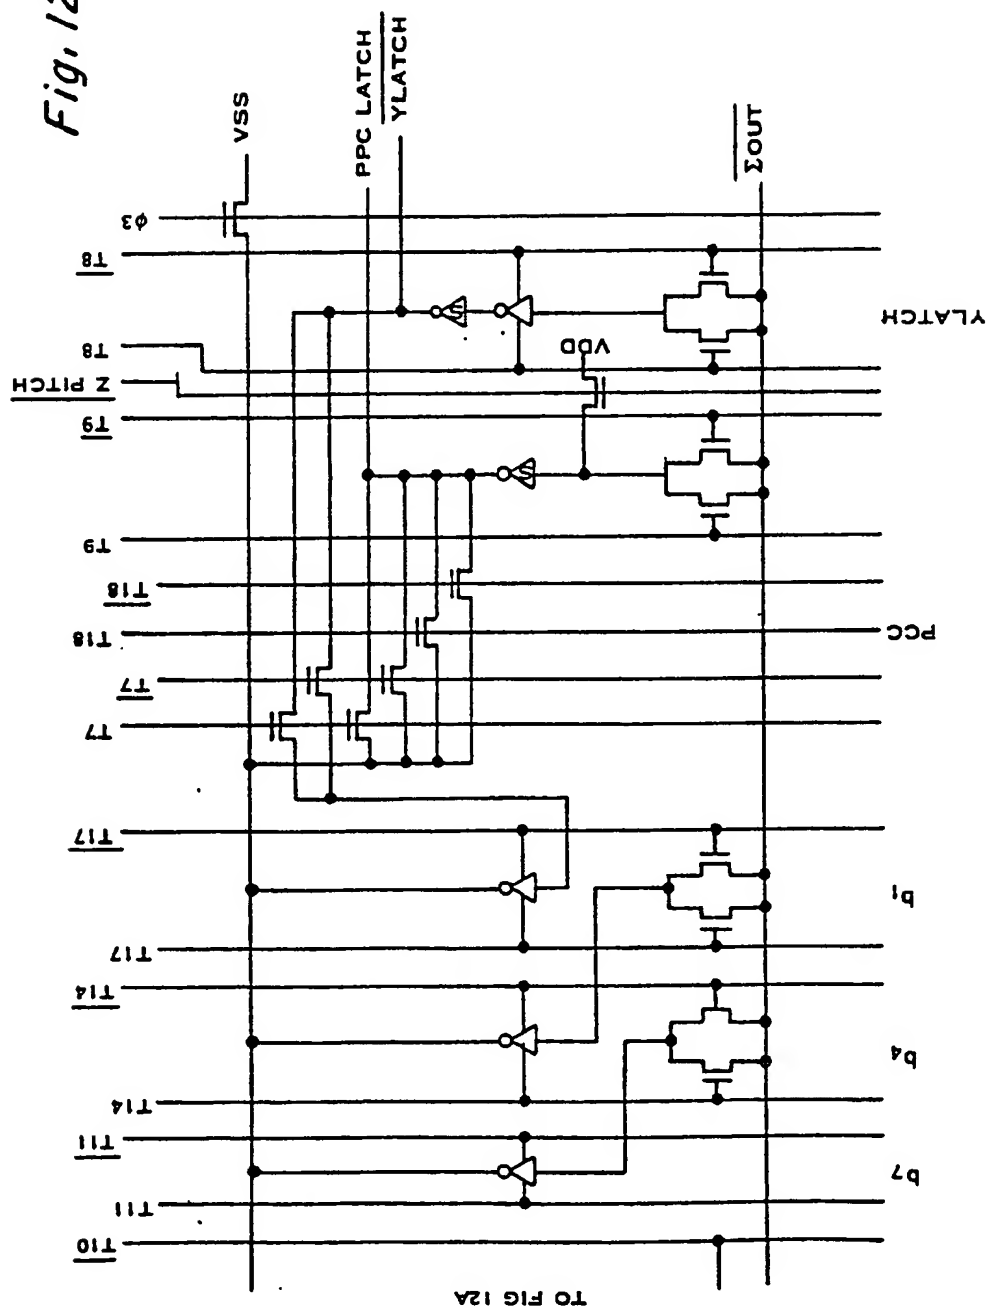 Fig. 12
VSS
PPC LATCH
YLATCH
ΣOUT
φ3
T8
T8
Z PITCH
T9
T9
T18
T18
T7
T7
T17
T17
T14
T14
T11
T11
T10
VDD
S
S
YLATCH
PCC
b1
b4
b7
TO FIG 12A